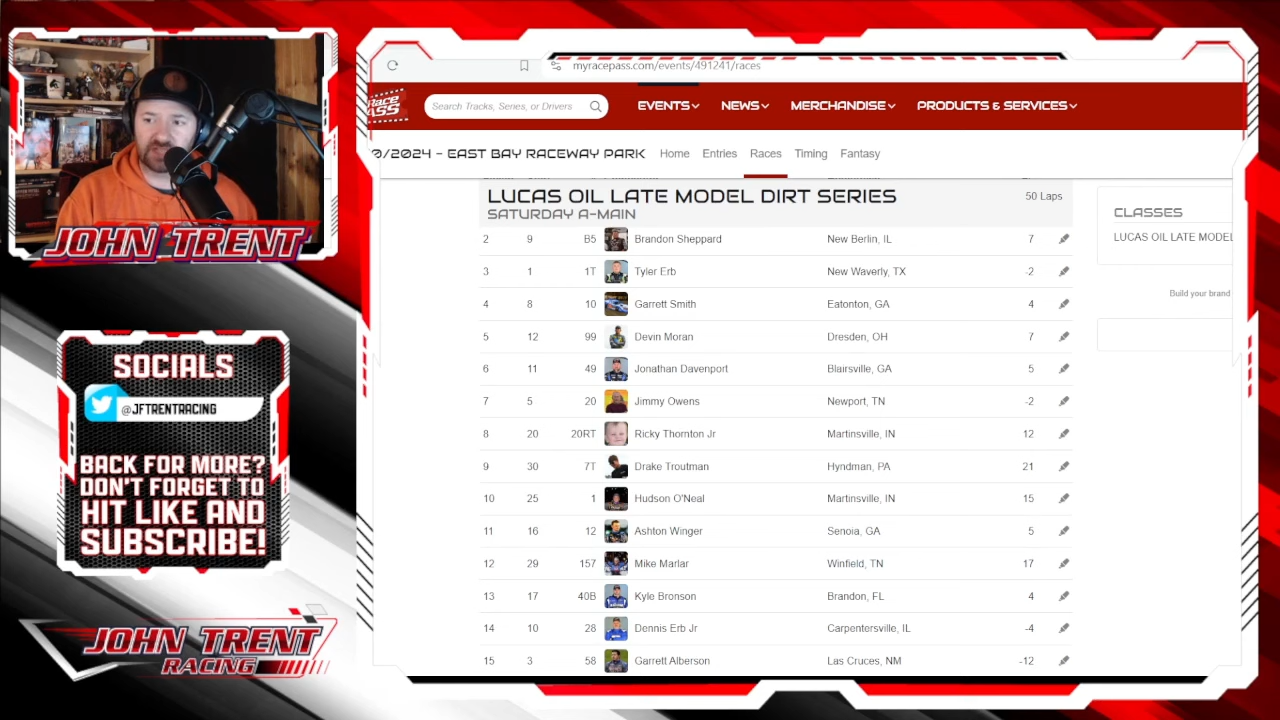 JOHN TRENT
SOCIALS
@JFTRENTRACING
BACK FOR MORE?
DON'T FORGET TO
HIT LIKE AND
SUBSCRIBE!
JOHN TRENT
RACING
myracepass.com/events/491241/races
Race
PASS
Search Tracks, Series, or Drivers
EVENTS
NEWS
MERCHANDISE
PRODUCTS & SERVICES
0/2024 - EAST BAY RACEWAY PARK
Home Entries Races Timing Fantasy
LUCAS OIL LATE MODEL DIRT SERIES
50 Laps
SATURDAY A-MAIN
2 9 B5 Brandon Sheppard New Berlin, IL 7
3 1 1T Tyler Erb New Waverly, TX -2
4 8 10 Garrett Smith Eatonton, GA 4
5 12 99 Devin Moran Dresden, OH 7
6 11 49 Jonathan Davenport Blairsville, GA 5
7 5 20 Jimmy Owens Newport, TN -2
8 20 20RT Ricky Thornton Jr Martinsville, IN 12
9 30 7T Drake Troutman Hyndman, PA 21
10 25 1 Hudson O'Neal Martinsville, IN 15
11 16 12 Ashton Winger Senoia, GA 5
12 29 157 Mike Marlar Winfield, TN 17
13 17 40B Kyle Bronson Brandon, FL 4
14 10 28 Dennis Erb Jr Carpentersville, IL -4
15 3 58 Garrett Alberson Las Cruces, NM -12
CLASSES
LUCAS OIL LATE MODEL
Build your brand